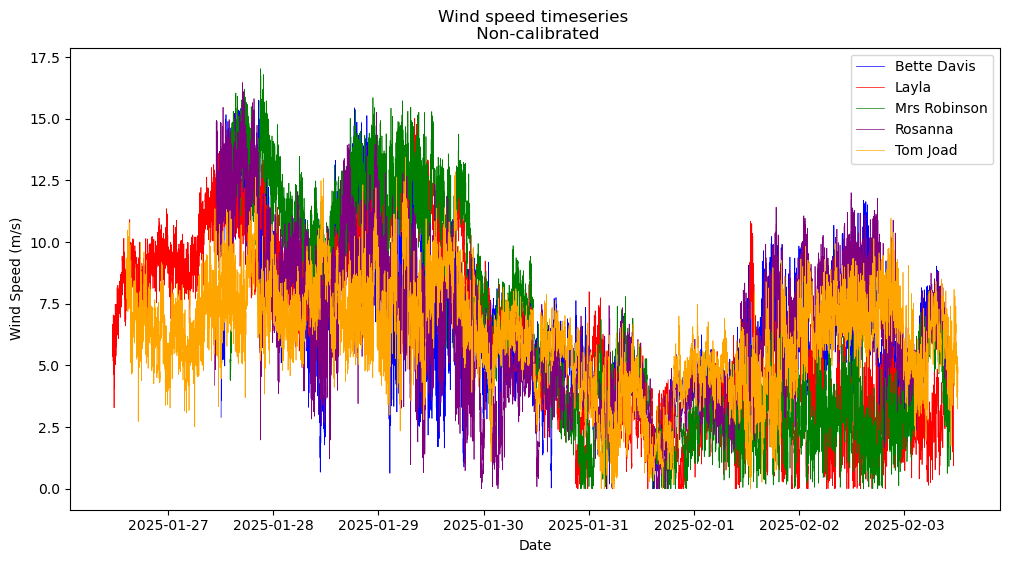 Wind speed timeseries
Non-calibrated
17.5
15.0
12.5
10.0
7.5
5.0
2.5
0.0
Wind Speed (m/s)
Bette Davis
Layla
Mrs Robinson
Rosanna
Tom Joad
2025-01-27
2025-01-28
2025-01-29
2025-01-30
2025-01-31
2025-02-01
2025-02-02
2025-02-03
Date